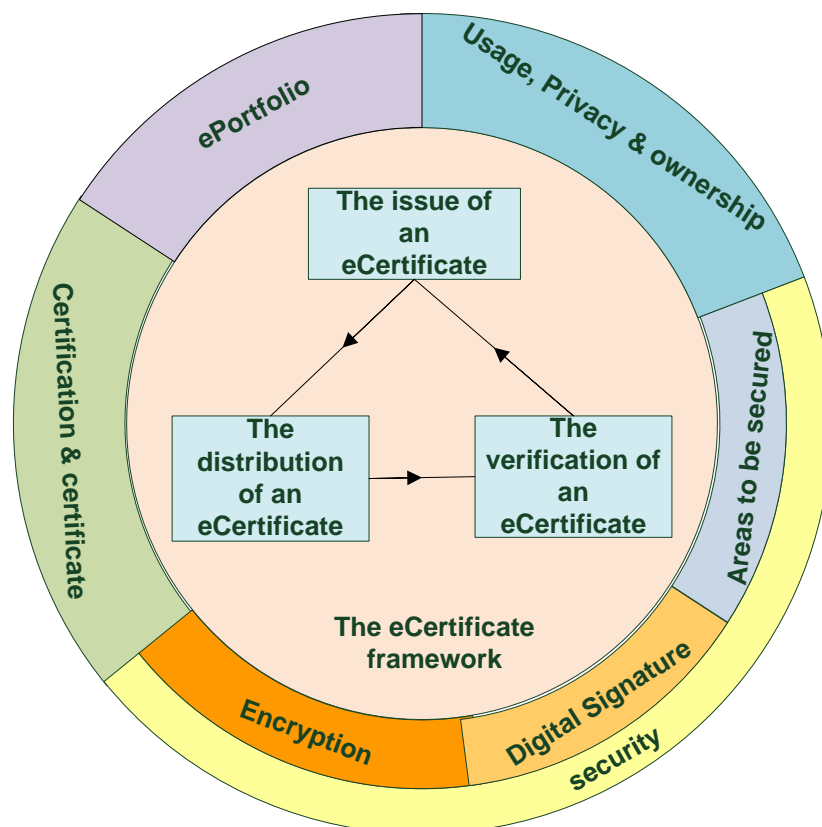 ePortfolio
Usage, Privacy & ownership
The issue of
an
eCertificate
Certification & certificate
The
distribution
of an
eCertificate
The
verification of
an
eCertificate
Areas to be secured
The eCertificate
framework
Encryption
Digital Signature
security